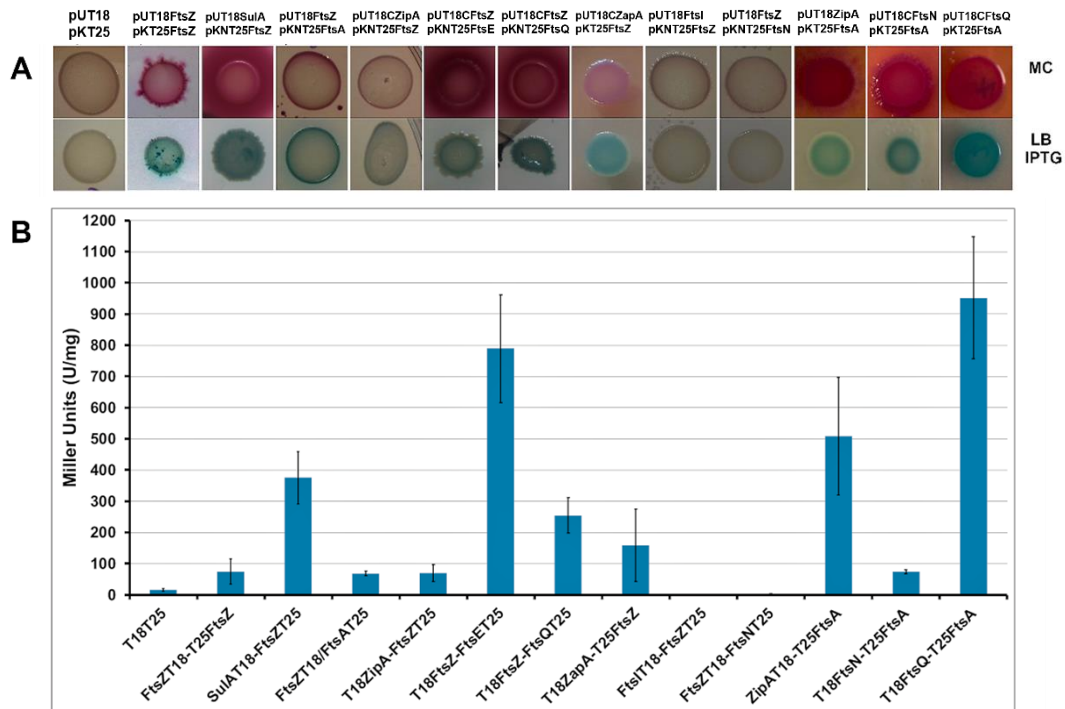 pUT18 pUT18FtsZ pUT18SulA pUT18FtsZ pUT18CZipA pUT18CFtsZ pUT18CFtsZ pUT18CZapA pUT18FtsI pUT18FtsZ pUT18ZipA pUT18CFtsN pUT18CFtsQ
pKT25 pKT25FtsZ pKNT25FtsZ pKNT25FtsA pKNT25FtsZ pKNT25FtsE pKNT25FtsQ pKT25FtsZ pKNT25FtsZ pKNT25FtsN pKT25FtsA pKT25FtsA pKT25FtsA
A
MC
LB
IPTG
B
Miller Units (U/mg)
1200
1100
1000
900
800
700
600
500
400
300
200
100
0
T18T25
FtsZT18-T25FtsZ
SulAT18-FtsZT25
FtsZT18/FtsAT25
T18ZipA-FtsZT25
T18FtsZ-FtsET25
T18FtsZ-FtsQT25
T18ZapA-T25FtsZ
FtsIT18-FtsZT25
FtsZT18-FtsNT25
ZipAT18-T25FtsA
T18FtsN-T25FtsA
T18FtsQ-T25FtsA